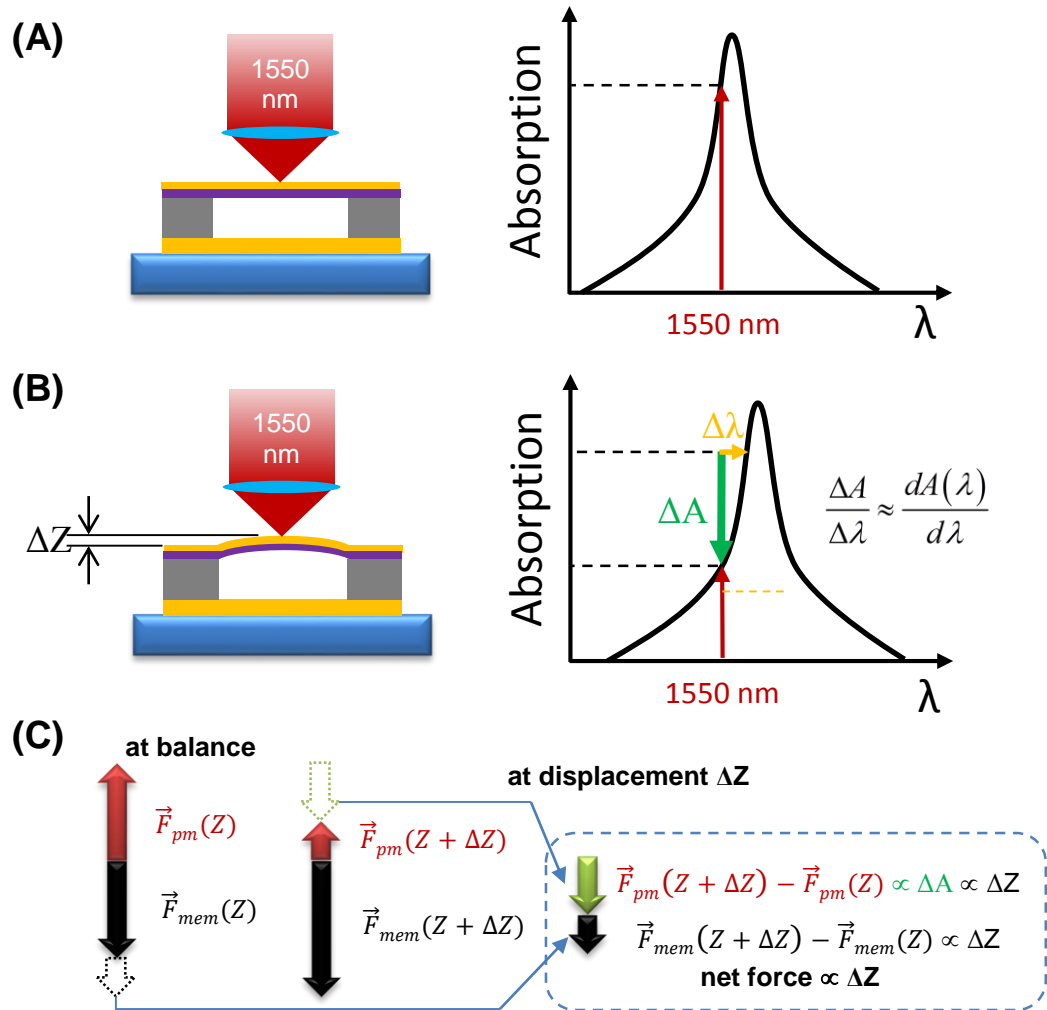 (A)
1550
nm
Absorption
1550 nm
λ
(B)
1550
nm
ΔZ
Absorption
Δλ
ΔA
ΔA/Δλ ≈ dA(λ)/dλ
1550 nm
λ
(C)
at balance
at displacement ΔZ
F⃗pm(Z)
F⃗pm(Z + ΔZ)
F⃗mem(Z)
F⃗mem(Z + ΔZ)
F⃗pm(Z + ΔZ) − F⃗pm(Z) ∝ ΔA ∝ ΔZ
F⃗mem(Z + ΔZ) − F⃗mem(Z) ∝ ΔZ
net force ∝ ΔZ